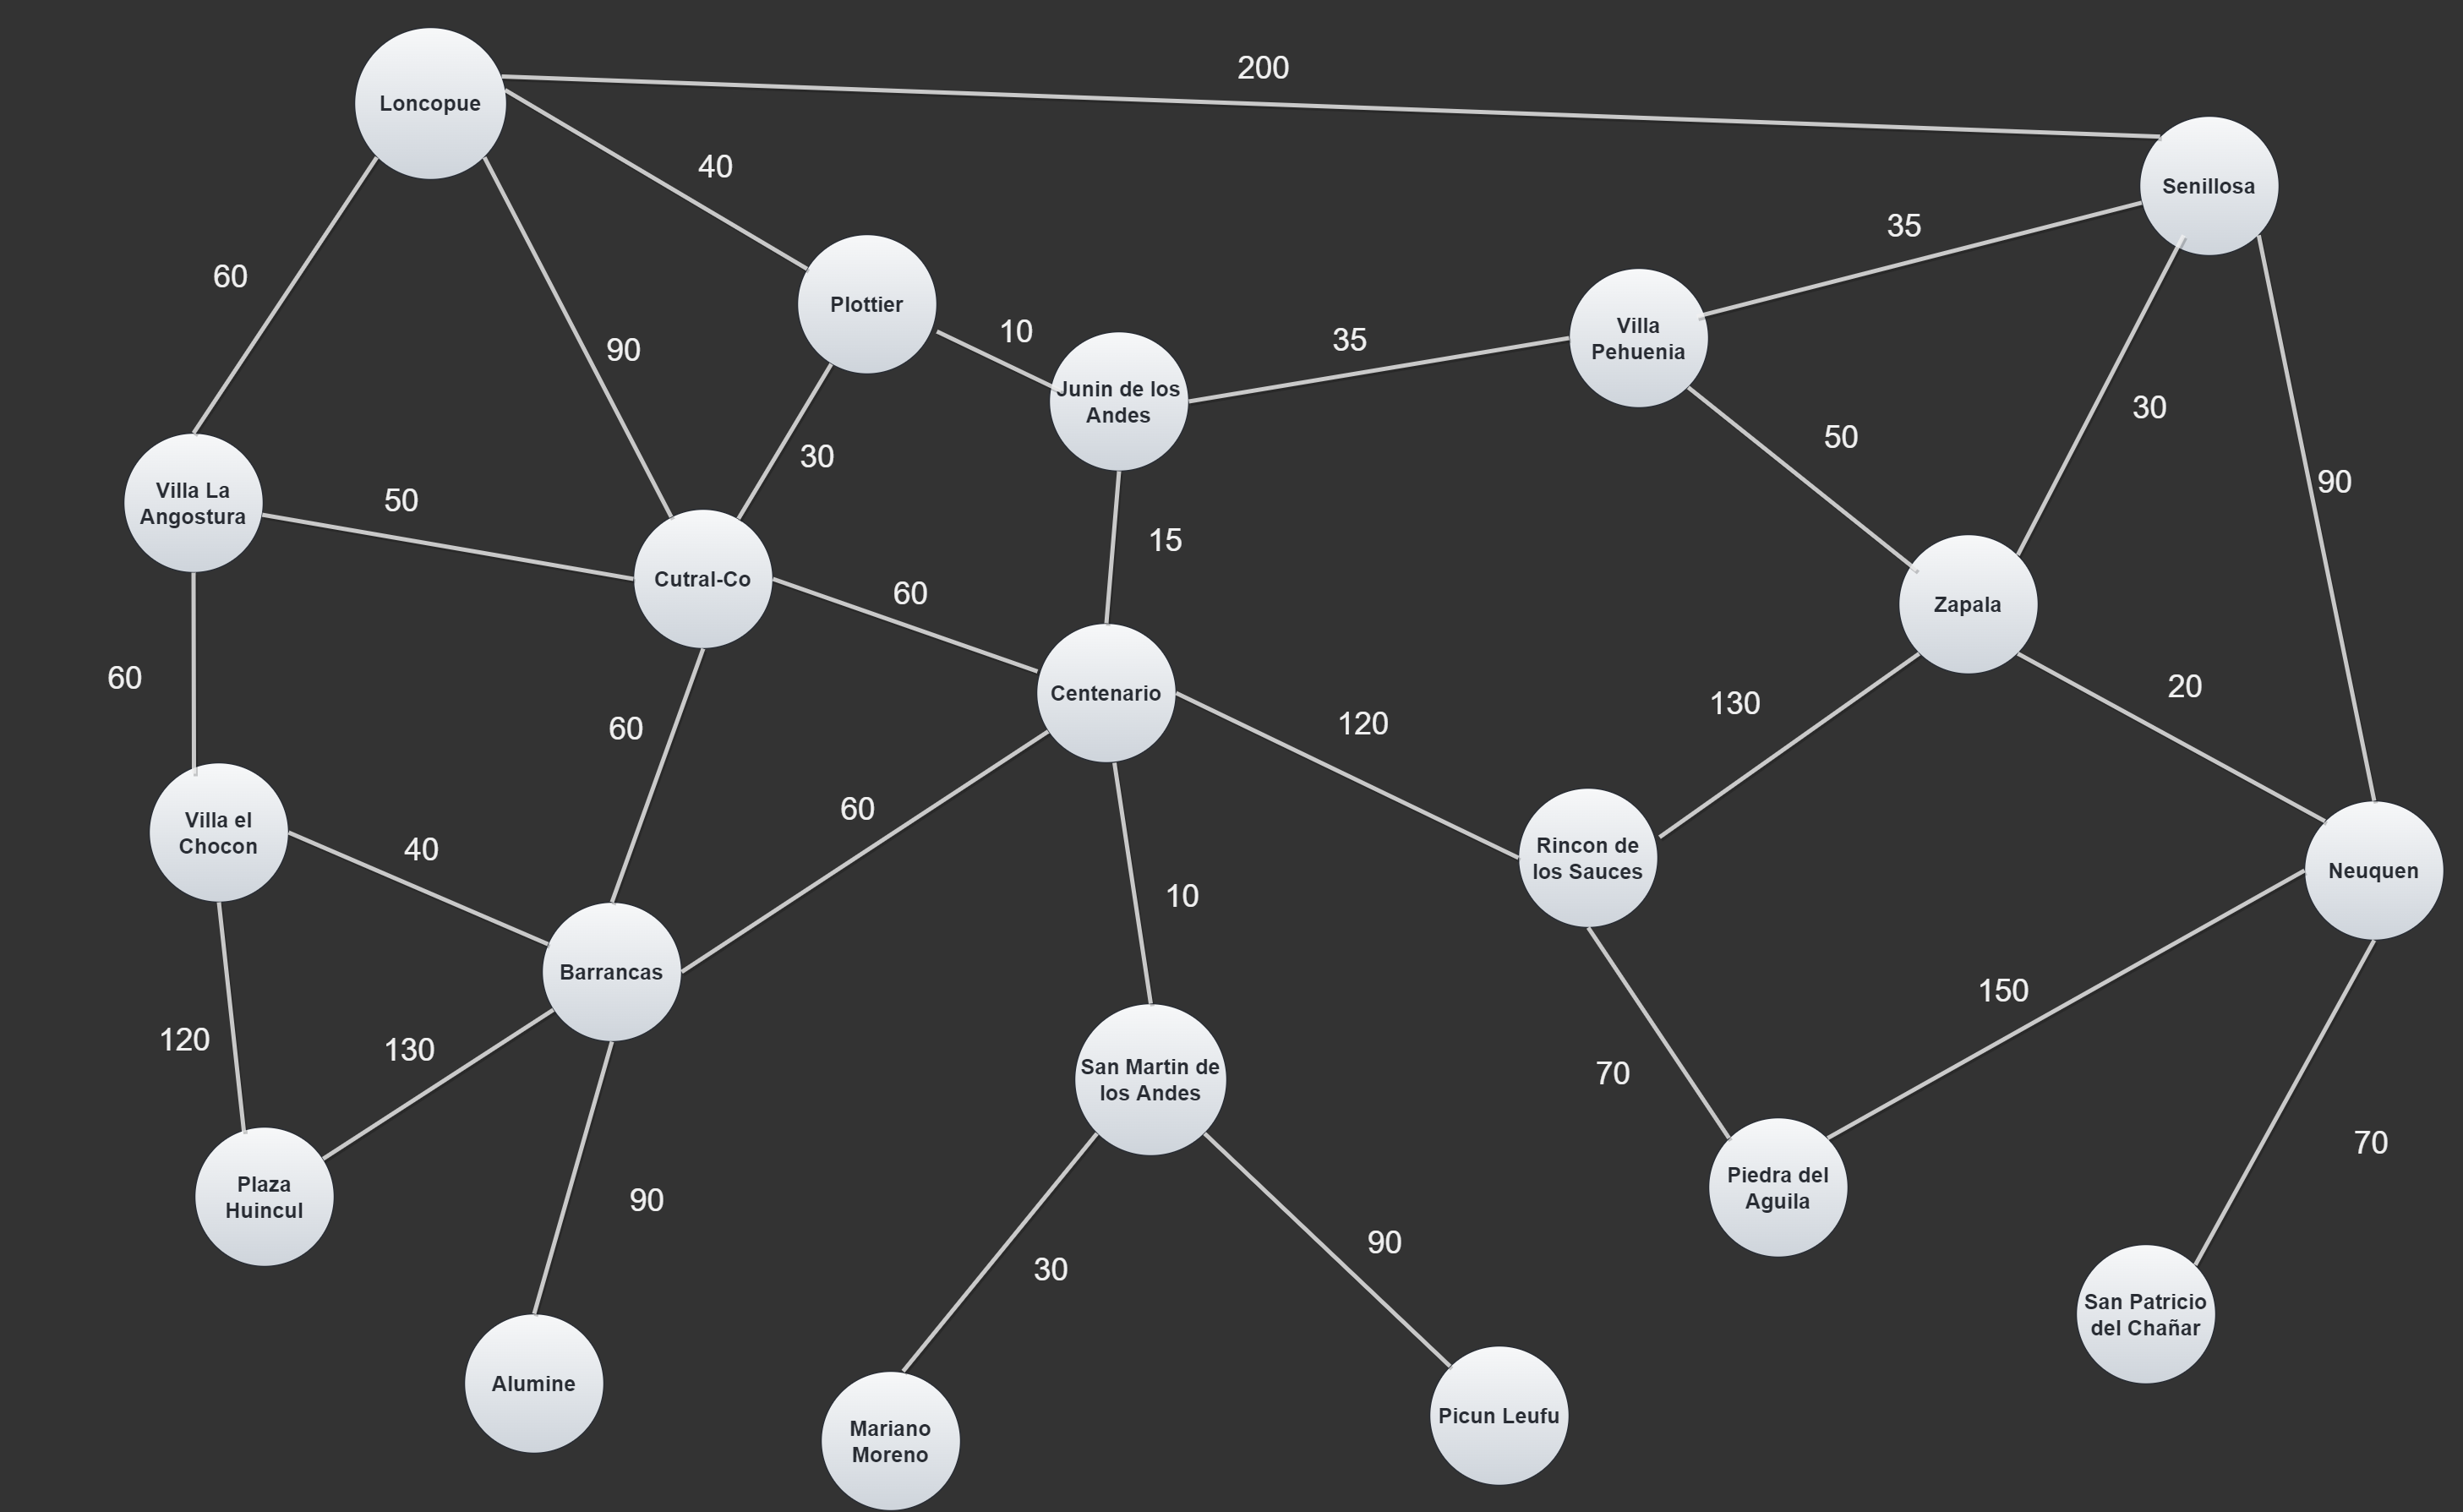 200
Loncopue
40
Senillosa
35
60
Plottier
90
10
35
Villa
Pehuenia
Junin de los
Andes
30
50
90
30
Villa La
Angostura
50
15
Cutral-Co
60
Zapala
60
60
Centenario
120
130
20
60
Villa el
Chocon
40
Rincon de
los Sauces
Neuquen
10
Barrancas
150
120
130
San Martin de
los Andes
70
70
Plaza
Huincul
90
Piedra del
Aguila
30
90
San Patricio
del Chañar
Alumine
Mariano
Moreno
Picun Leufu